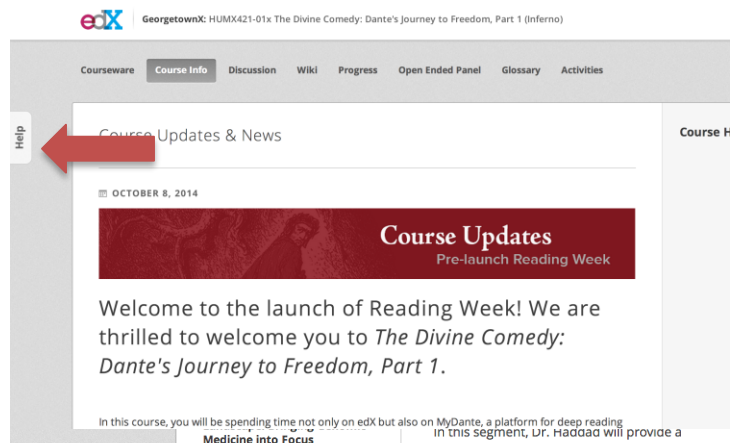 edX GeorgetownX: HUMX421-01x The Divine Comedy: Dante's Journey to Freedom, Part 1 (Inferno)
Courseware Course Info Discussion Wiki Progress Open Ended Panel Glossary Activities
Help
Course Updates & News
Course H
OCTOBER 8, 2014
Course Updates
Pre-launch Reading Week
Welcome to the launch of Reading Week! We are
thrilled to welcome you to The Divine Comedy:
Dante's Journey to Freedom, Part 1.
In this course, you will be spending time not only on edX but also on MyDante, a platform for deep reading
Medicine into Focus
In this segment, Dr. Haddad will provide a